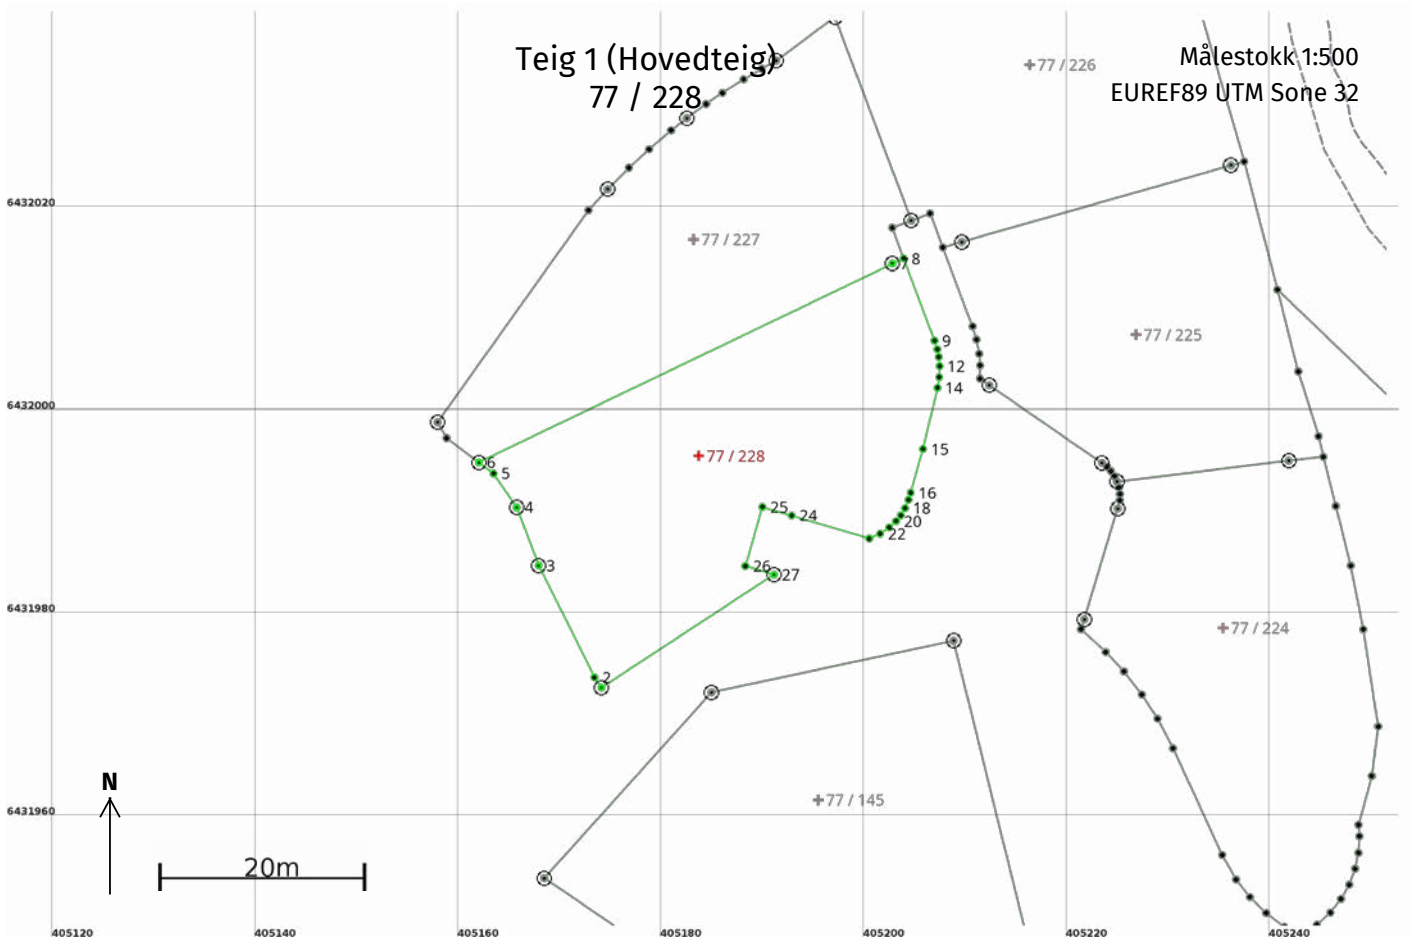 Teig 1 (Hovedteig)
77 / 228
Målestokk 1:500
EUREF89 UTM Sone 32
77 / 226
6432020
77 / 227
7
8
77 / 225
9
12
14
6432000
15
77 / 228
6
5
16
4
25
24
18
20
22
3
26
27
6431980
77 / 224
2
N
77 / 145
6431960
20m
405120
405140
405160
405180
405200
405220
405240